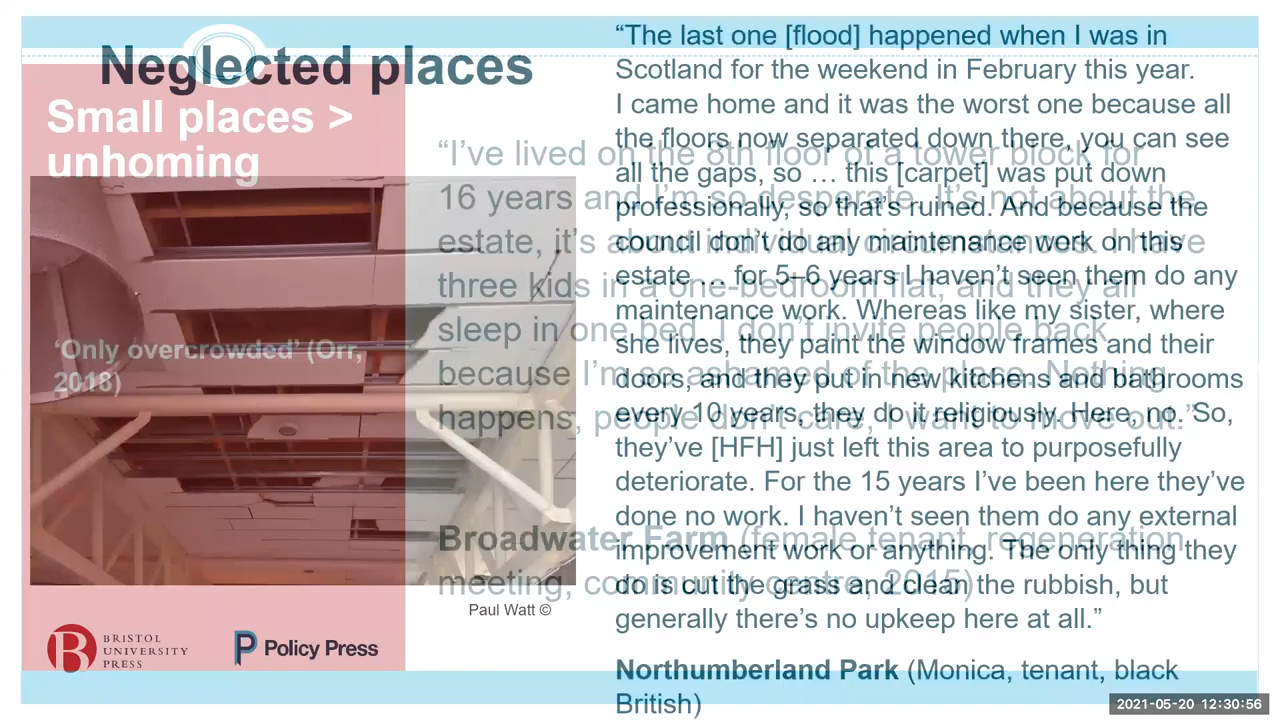 Neglected places
Small places >
unhoming
‘Only overcrowded’ (Orr,
2018)
“I’ve lived on the 8th floor of a tower block for
16 years and I’m so desperate. It’s not about the
estate, it’s about individual circumstances. I have
three kids in a one-bedroom flat, and they all
sleep in one bed. I don’t invite people back
because I’m so ashamed of the place. Nothing
happens, people don’t care, I want to move out.”
Broadwater Farm (female tenant, regeneration
meeting, community centre, 2015)
“The last one [flood] happened when I was in
Scotland for the weekend in February this year.
I came home and it was the worst one because all
the floors now separated down there, you can see
all the gaps, so … this [carpet] was put down
professionally, so that’s ruined. And because the
council don’t do any maintenance work on this
estate … for 5–6 years I haven’t seen them do any
maintenance work. Whereas like my sister, where
she lives, they paint the window frames and their
doors, and they put in new kitchens and bathrooms
every 10 years, they do it religiously. Here, no. So,
they’ve [HFH] just left this area to purposefully
deteriorate. For the 15 years I’ve been here they’ve
done no work. I haven’t seen them do any external
improvement work or anything. The only thing they
do is cut the grass and clean the rubbish, but
generally there’s no upkeep here at all.”
Northumberland Park (Monica, tenant, black
British)
Paul Watt ©
BRISTOL
UNIVERSITY
PRESS
Policy Press
2021-05-20 12:30:56